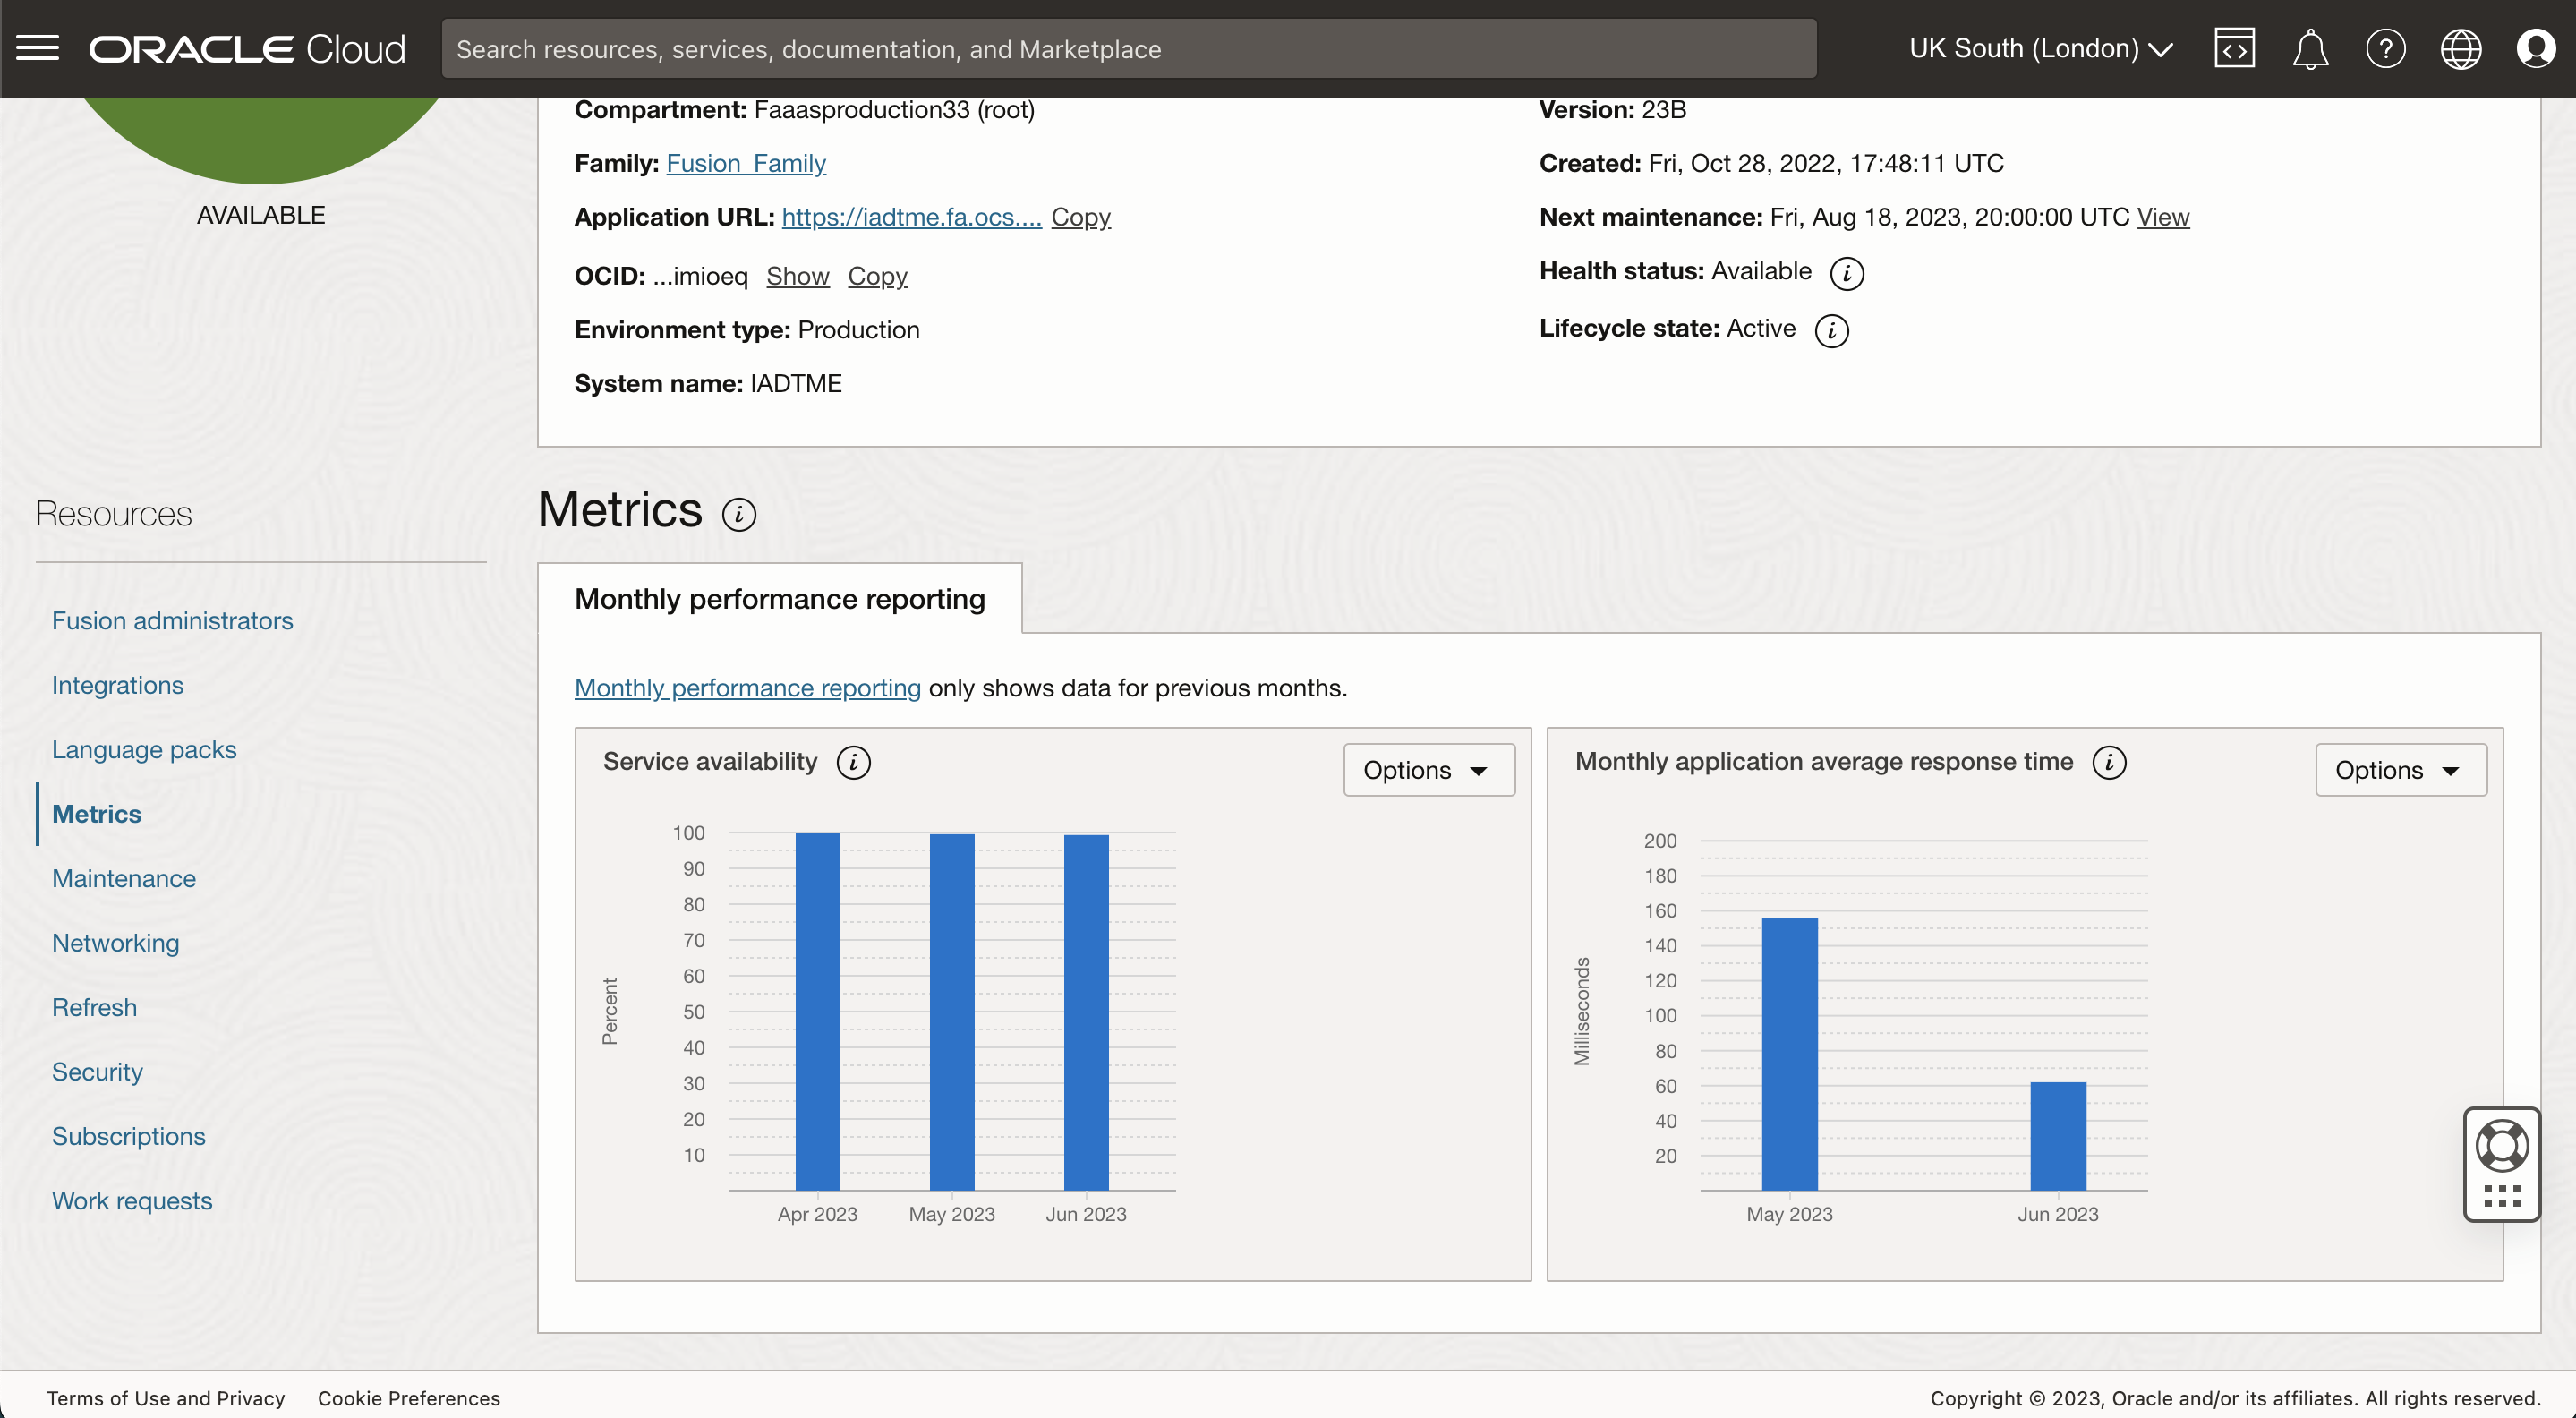 ORACLE Cloud
Search resources, services, documentation, and Marketplace
UK South (London)
AVAILABLE
Compartment: Faaasproduction33 (root)
Family: Fusion_Family
Application URL: https://iadtme.fa.ocs.... Copy
OCID: ...imioeq Show Copy
Environment type: Production
System name: IADTME
Version: 23B
Created: Fri, Oct 28, 2022, 17:48:11 UTC
Next maintenance: Fri, Aug 18, 2023, 20:00:00 UTC View
Health status: Available
Lifecycle state: Active
Resources
Fusion administrators
Integrations
Language packs
Metrics
Maintenance
Networking
Refresh
Security
Subscriptions
Work requests
Metrics
Monthly performance reporting
Monthly performance reporting only shows data for previous months.
Service availability
Options
Percent
100
90
80
70
60
50
40
30
20
10
Apr 2023
May 2023
Jun 2023
Monthly application average response time
Options
Milliseconds
200
180
160
140
120
100
80
60
40
20
May 2023
Jun 2023
Terms of Use and Privacy
Cookie Preferences
Copyright © 2023, Oracle and/or its affiliates. All rights reserved.